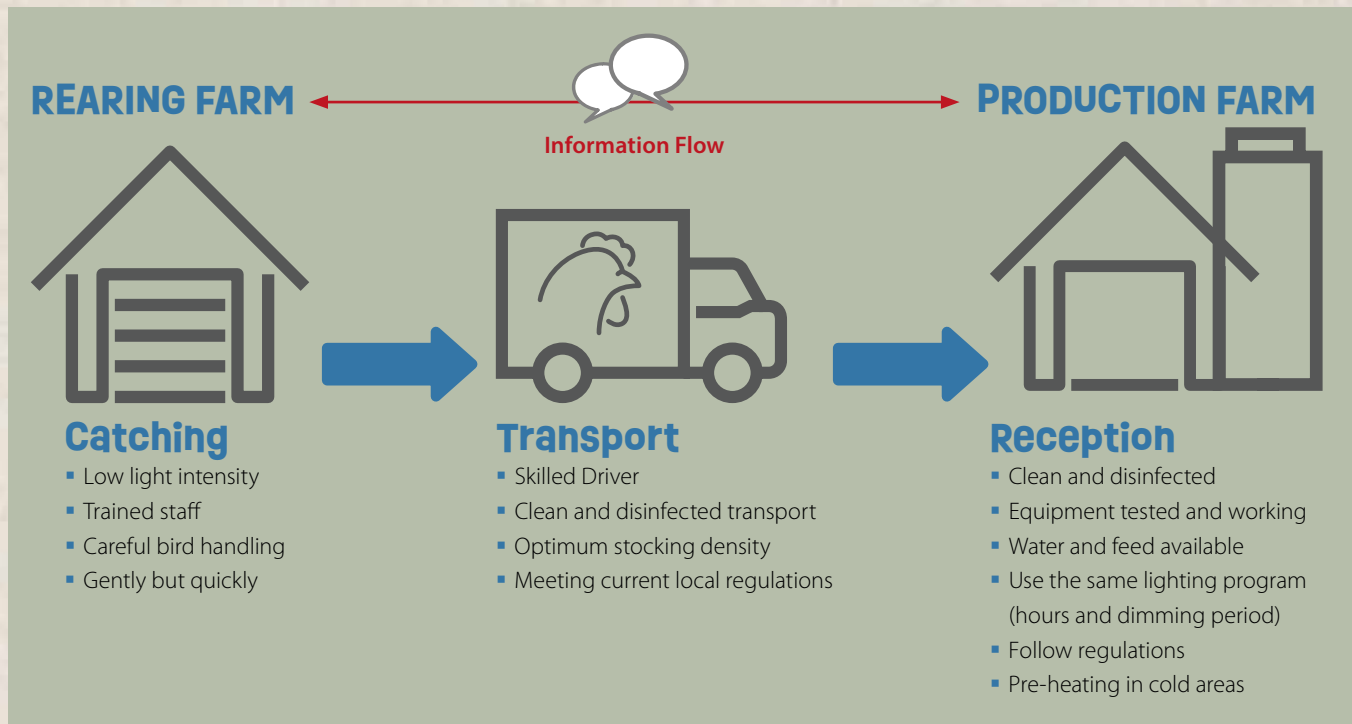 REARING FARM
PRODUCTION FARM
Information Flow
Catching
▪ Low light intensity
▪ Trained staff
▪ Careful bird handling
▪ Gently but quickly
Transport
▪ Skilled Driver
▪ Clean and disinfected transport
▪ Optimum stocking density
▪ Meeting current local regulations
Reception
▪ Clean and disinfected
▪ Equipment tested and working
▪ Water and feed available
▪ Use the same lighting program
(hours and dimming period)
▪ Follow regulations
▪ Pre-heating in cold areas